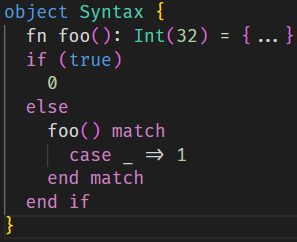 object Syntax {
  fn foo(): Int(32) = {...}
  if (true)
    0
  else
    foo() match
      case _ => 1
    end match
  end if
}